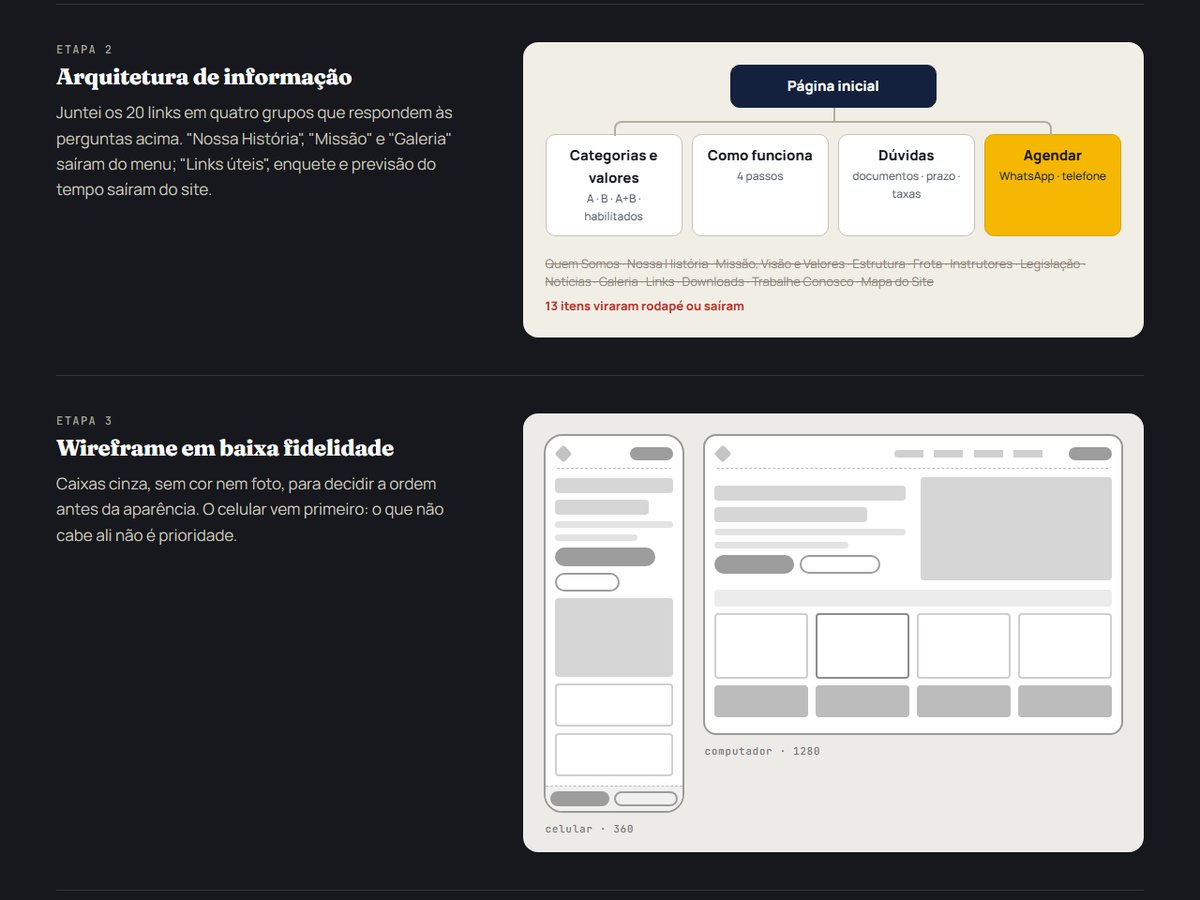 ETAPA 2
Arquitetura de informação
Juntei os 20 links em quatro grupos que respondem às
perguntas acima. "Nossa História", "Missão" e "Galeria"
saíram do menu; "Links úteis", enquete e previsão do
tempo saíram do site.
Página inicial
Categorias e
valores
A · B · A+B ·
habilitados
Como funciona
4 passos
Dúvidas
documentos · prazo ·
taxas
Agendar
WhatsApp · telefone
Quem Somos · Nossa História · Missão, Visão e Valores · Estrutura · Frota · Instrutores · Legislação ·
Notícias · Galeria · Links · Downloads · Trabalhe Conosco · Mapa do Site
13 itens viraram rodapé ou saíram
ETAPA 3
Wireframe em baixa fidelidade
Caixas cinza, sem cor nem foto, para decidir a ordem
antes da aparência. O celular vem primeiro: o que não
cabe ali não é prioridade.
computador · 1280
celular · 360